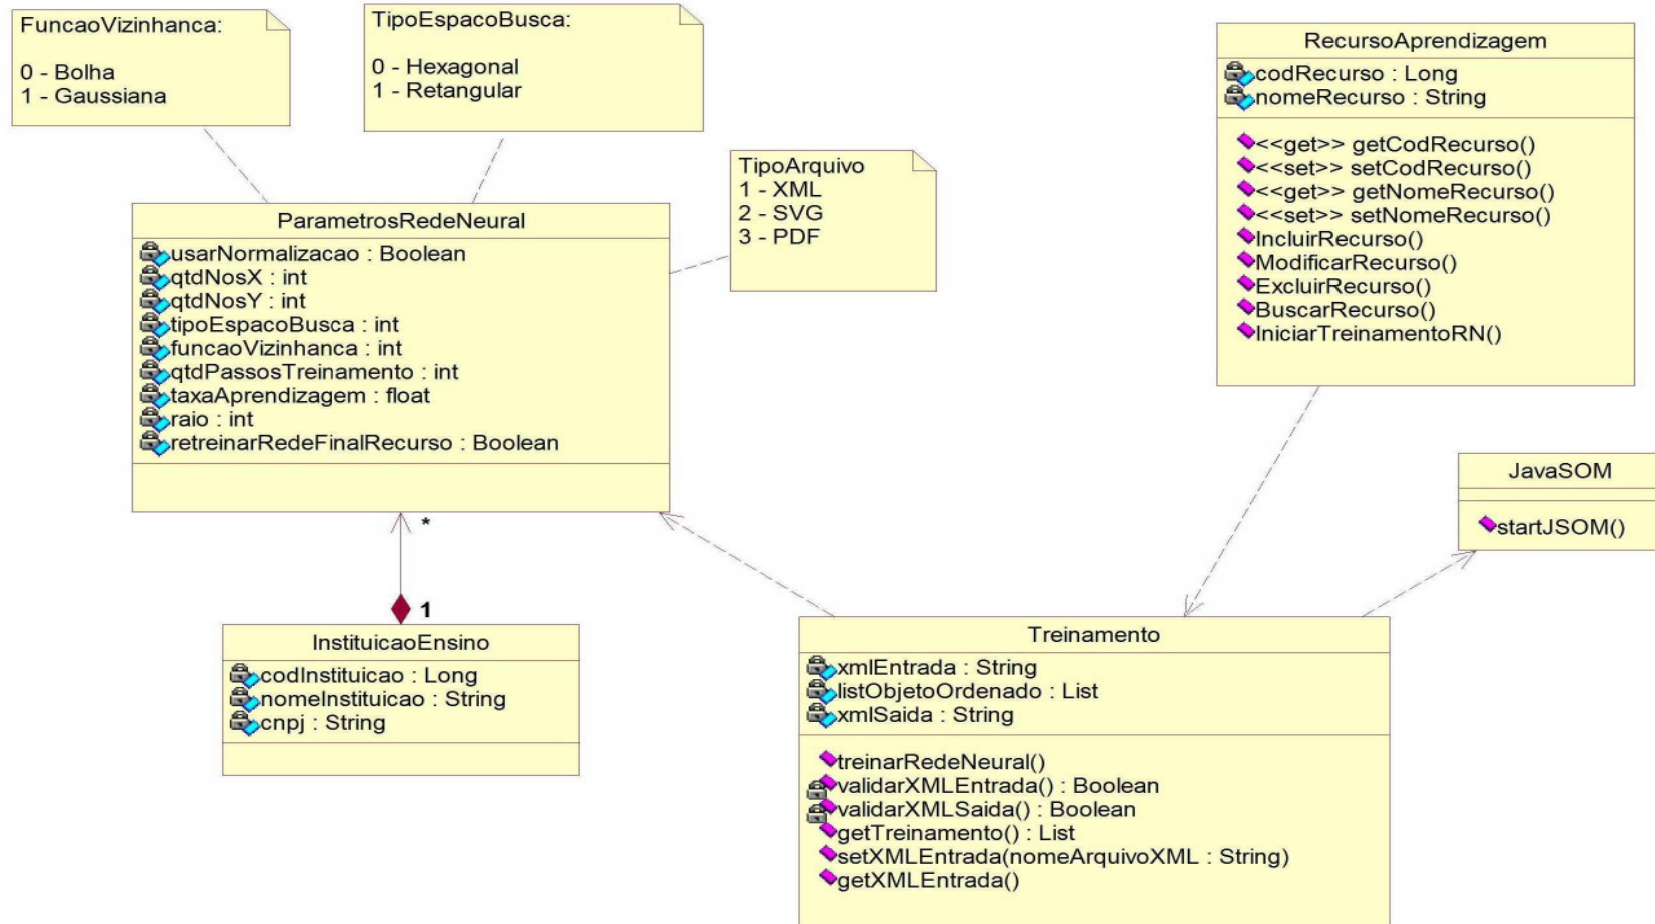 FuncaoVizinhanca:
0 - Bolha
1 - Gaussiana
TipoEspacoBusca:
0 - Hexagonal
1 - Retangular
TipoArquivo
1 - XML
2 - SVG
3 - PDF
RecursoAprendizagem
codRecurso : Long
nomeRecurso : String
<<get>> getCodRecurso()
<<set>> setCodRecurso()
<<get>> getNomeRecurso()
<<set>> setNomeRecurso()
IncluirRecurso()
ModificarRecurso()
ExcluirRecurso()
BuscarRecurso()
IniciarTreinamentoRN()
ParametrosRedeNeural
usarNormalizacao : Boolean
qtdNosX : int
qtdNosY : int
tipoEspacoBusca : int
funcaoVizinhanca : int
qtdPassosTreinamento : int
taxaAprendizagem : float
raio : int
retreinarRedeFinalRecurso : Boolean
JavaSOM
startJSOM()
*
1
InstituicaoEnsino
codInstituicao : Long
nomeInstituicao : String
cnpj : String
Treinamento
xmlEntrada : String
listObjetoOrdenado : List
xmlSaida : String
treinarRedeNeural()
validarXMLEntrada() : Boolean
validarXMLSaida() : Boolean
getTreinamento() : List
setXMLEntrada(nomeArquivoXML : String)
getXMLEntrada()